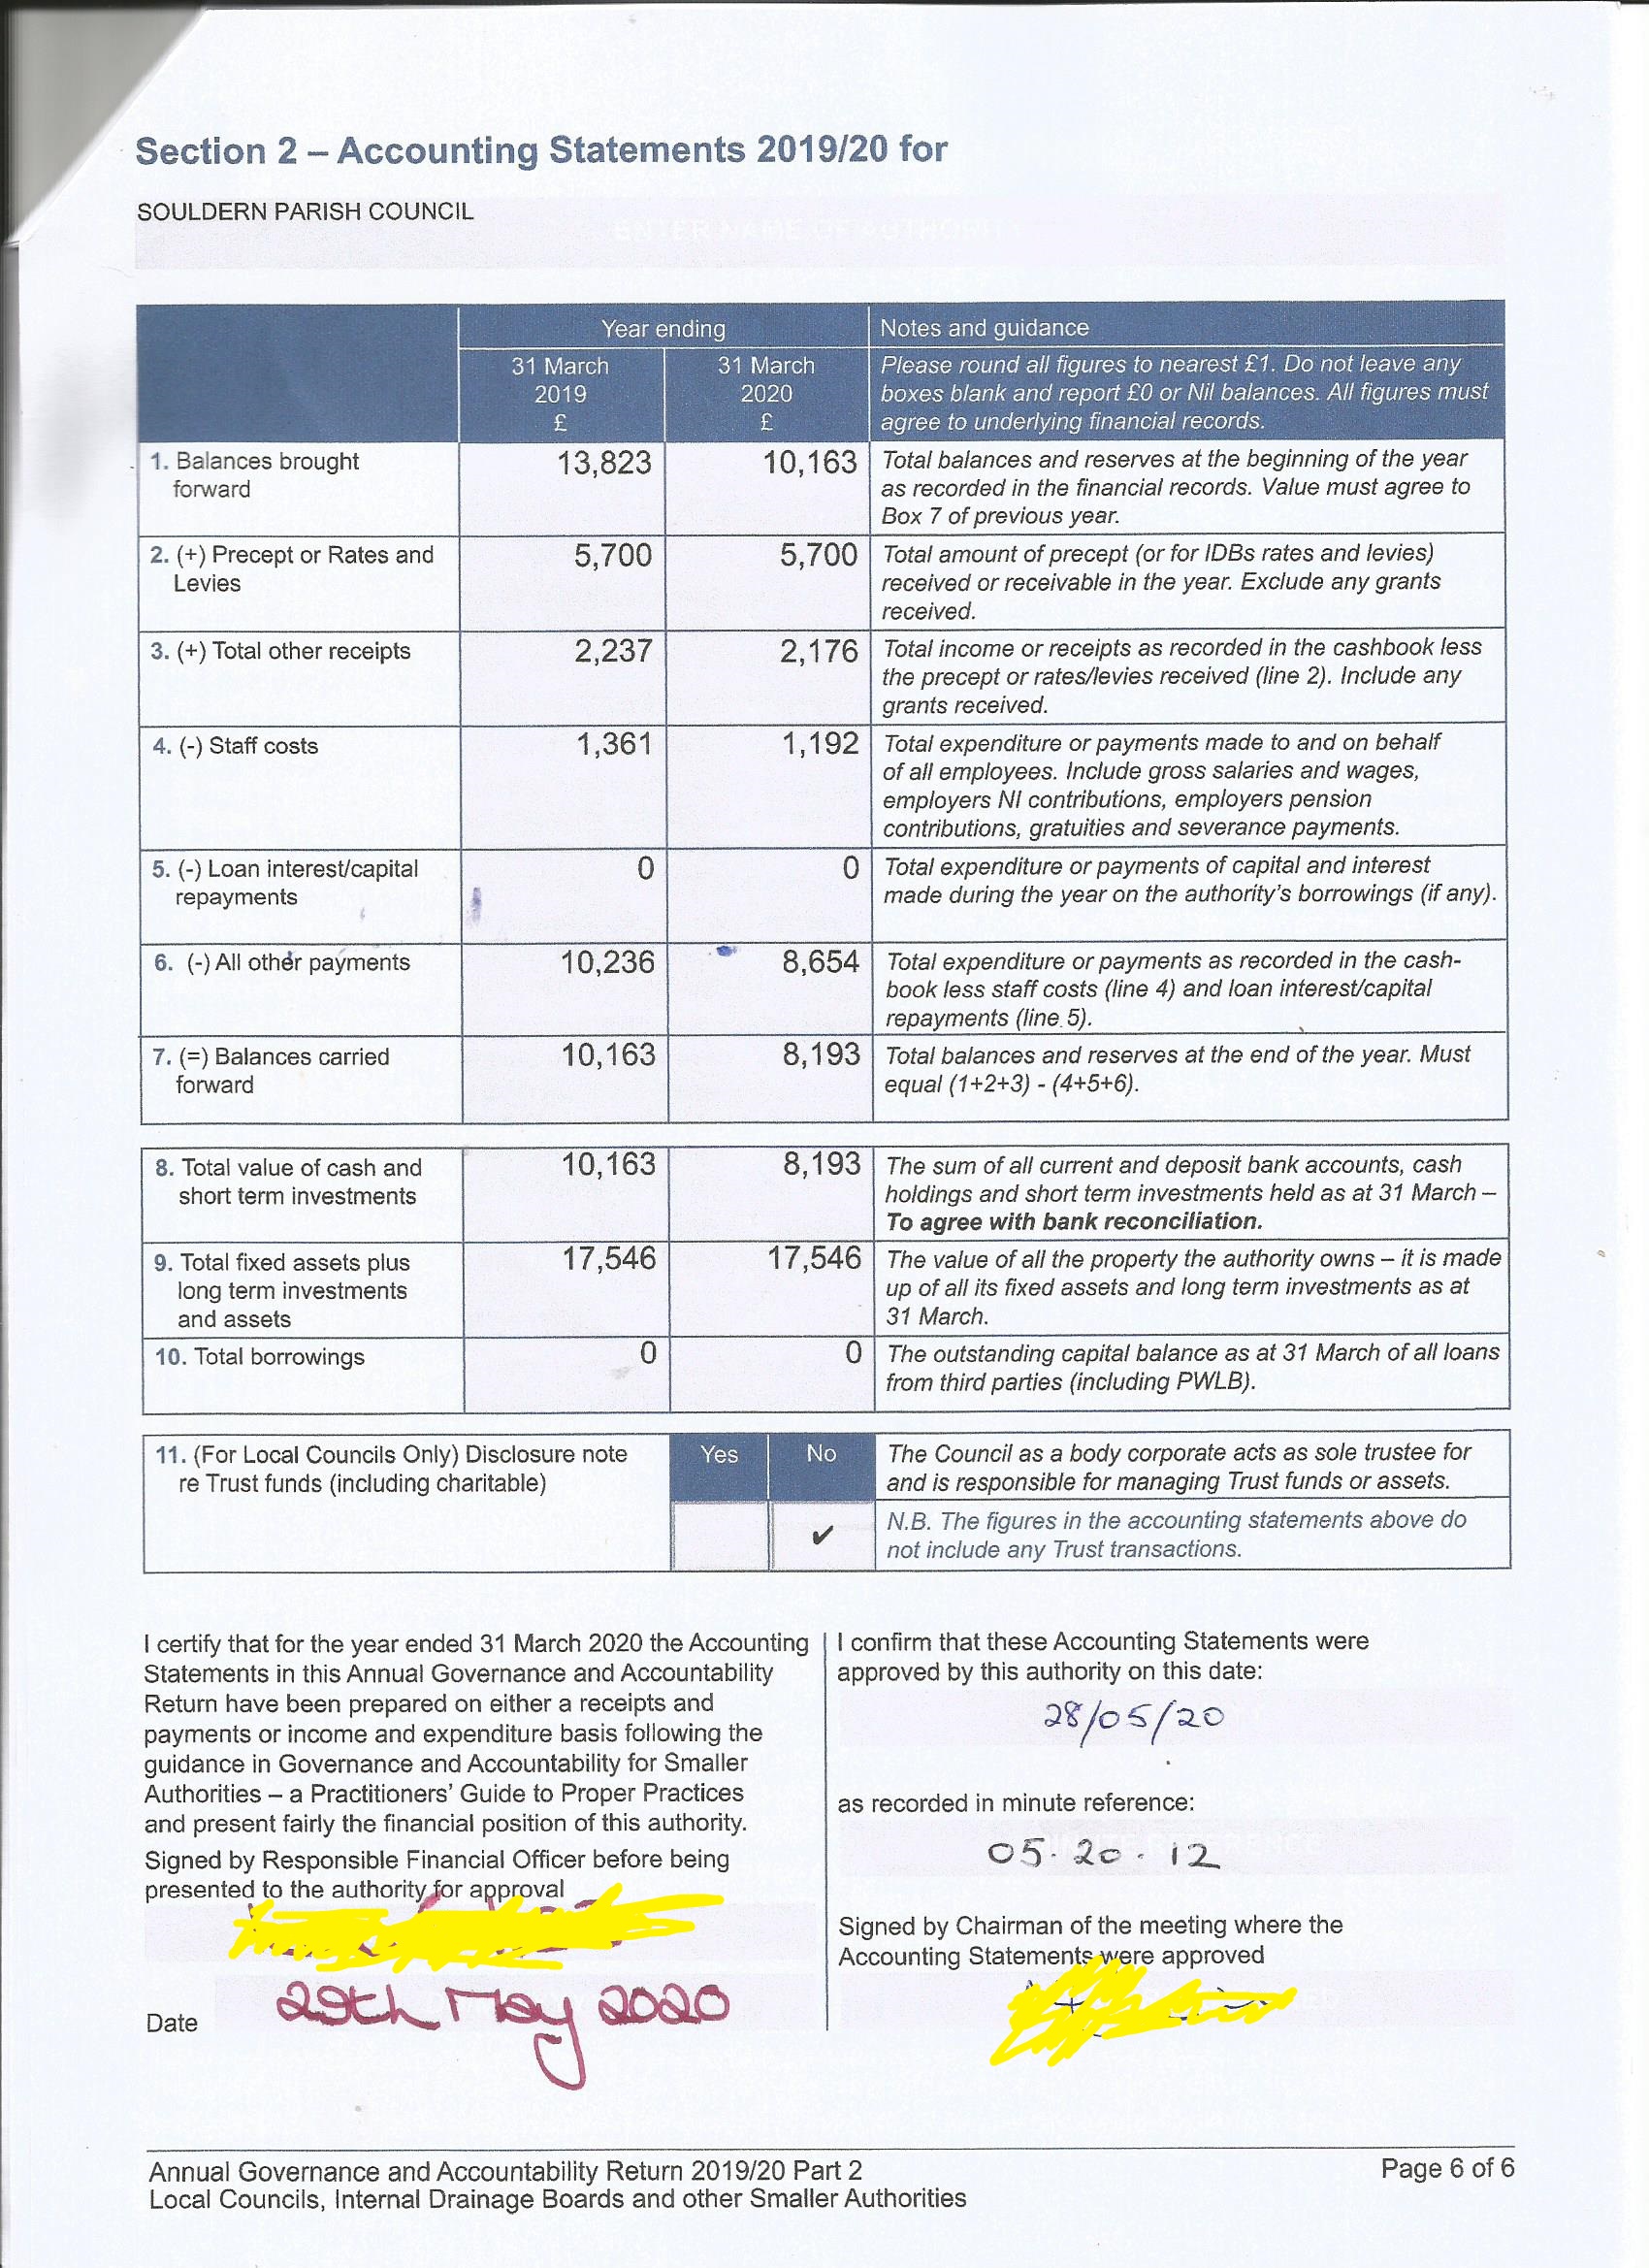 Section 2 – Accounting Statements 2019/20 for
SOULDERN PARISH COUNCIL
ENTER NAME OF AUTHORITY
Year ending
Notes and guidance
31 March
2019
£
31 March
2020
£
Please round all figures to nearest £1. Do not leave any
boxes blank and report £0 or Nil balances. All figures must
agree to underlying financial records.
1. Balances brought
forward
13,823
10,163
Total balances and reserves at the beginning of the year
as recorded in the financial records. Value must agree to
Box 7 of previous year.
2. (+) Precept or Rates and
Levies
5,700
5,700
Total amount of precept (or for IDBs rates and levies)
received or receivable in the year. Exclude any grants
received.
3. (+) Total other receipts
2,237
2,176
Total income or receipts as recorded in the cashbook less
the precept or rates/levies received (line 2). Include any
grants received.
4. (-) Staff costs
1,361
1,192
Total expenditure or payments made to and on behalf
of all employees. Include gross salaries and wages,
employers NI contributions, employers pension
contributions, gratuities and severance payments.
5. (-) Loan interest/capital
repayments
0
0
Total expenditure or payments of capital and interest
made during the year on the authority's borrowings (if any).
6. (-) All other payments
10,236
8,654
Total expenditure or payments as recorded in the cash-
book less staff costs (line 4) and loan interest/capital
repayments (line 5).
7. (=) Balances carried
forward
10,163
8,193
Total balances and reserves at the end of the year. Must
equal (1+2+3) - (4+5+6).
8. Total value of cash and
short term investments
10,163
8,193
The sum of all current and deposit bank accounts, cash
holdings and short term investments held as at 31 March –
To agree with bank reconciliation.
9. Total fixed assets plus
long term investments
and assets
17,546
17,546
The value of all the property the authority owns – it is made
up of all its fixed assets and long term investments as at
31 March.
10. Total borrowings
0
0
The outstanding capital balance as at 31 March of all loans
from third parties (including PWLB).
11. (For Local Councils Only) Disclosure note
re Trust funds (including charitable)
Yes
No
✔
The Council as a body corporate acts as sole trustee for
and is responsible for managing Trust funds or assets.
N.B. The figures in the accounting statements above do
not include any Trust transactions.
I certify that for the year ended 31 March 2020 the Accounting
Statements in this Annual Governance and Accountability
Return have been prepared on either a receipts and
payments or income and expenditure basis following the
guidance in Governance and Accountability for Smaller
Authorities – a Practitioners' Guide to Proper Practices
and present fairly the financial position of this authority.
Signed by Responsible Financial Officer before being
presented to the authority for approval
Date
29th May 2020
I confirm that these Accounting Statements were
approved by this authority on this date:
28/05/20
as recorded in minute reference:
05.20.12
Signed by Chairman of the meeting where the
Accounting Statements were approved
Annual Governance and Accountability Return 2019/20 Part 2
Local Councils, Internal Drainage Boards and other Smaller Authorities
Page 6 of 6